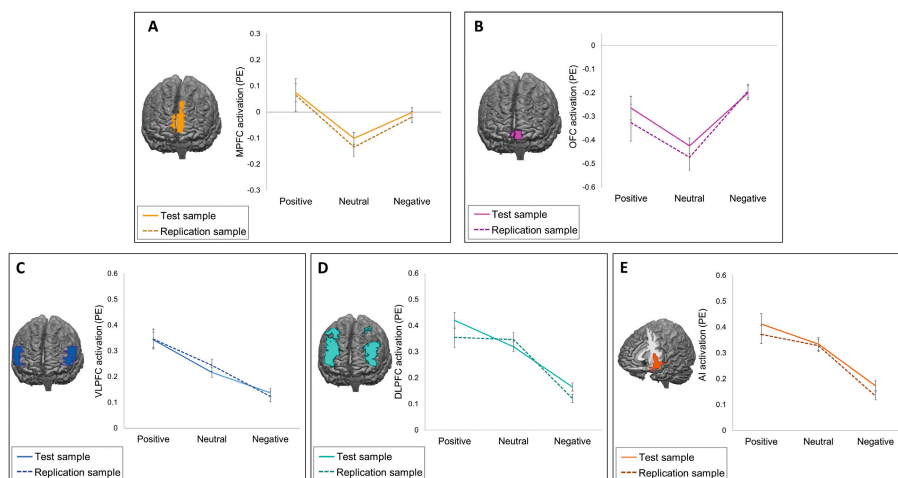 A
MPFC activation (PE)
0.3
0.2
0.1
0
-0.1
-0.2
-0.3
Positive
Neutral
Negative
Test sample
Replication sample
B
OFC activation (PE)
0
-0.1
-0.2
-0.3
-0.4
-0.5
-0.6
Positive
Neutral
Negative
Test sample
Replication sample
C
VLPFC activation (PE)
0.6
0.5
0.4
0.3
0.2
0.1
0
Positive
Neutral
Negative
Test sample
Replication sample
D
DLPFC activation (PE)
0.6
0.5
0.4
0.3
0.2
0.1
0
Positive
Neutral
Negative
Test sample
Replication sample
E
AI activation (PE)
0.6
0.5
0.4
0.3
0.2
0.1
0
Positive
Neutral
Negative
Test sample
Replication sample